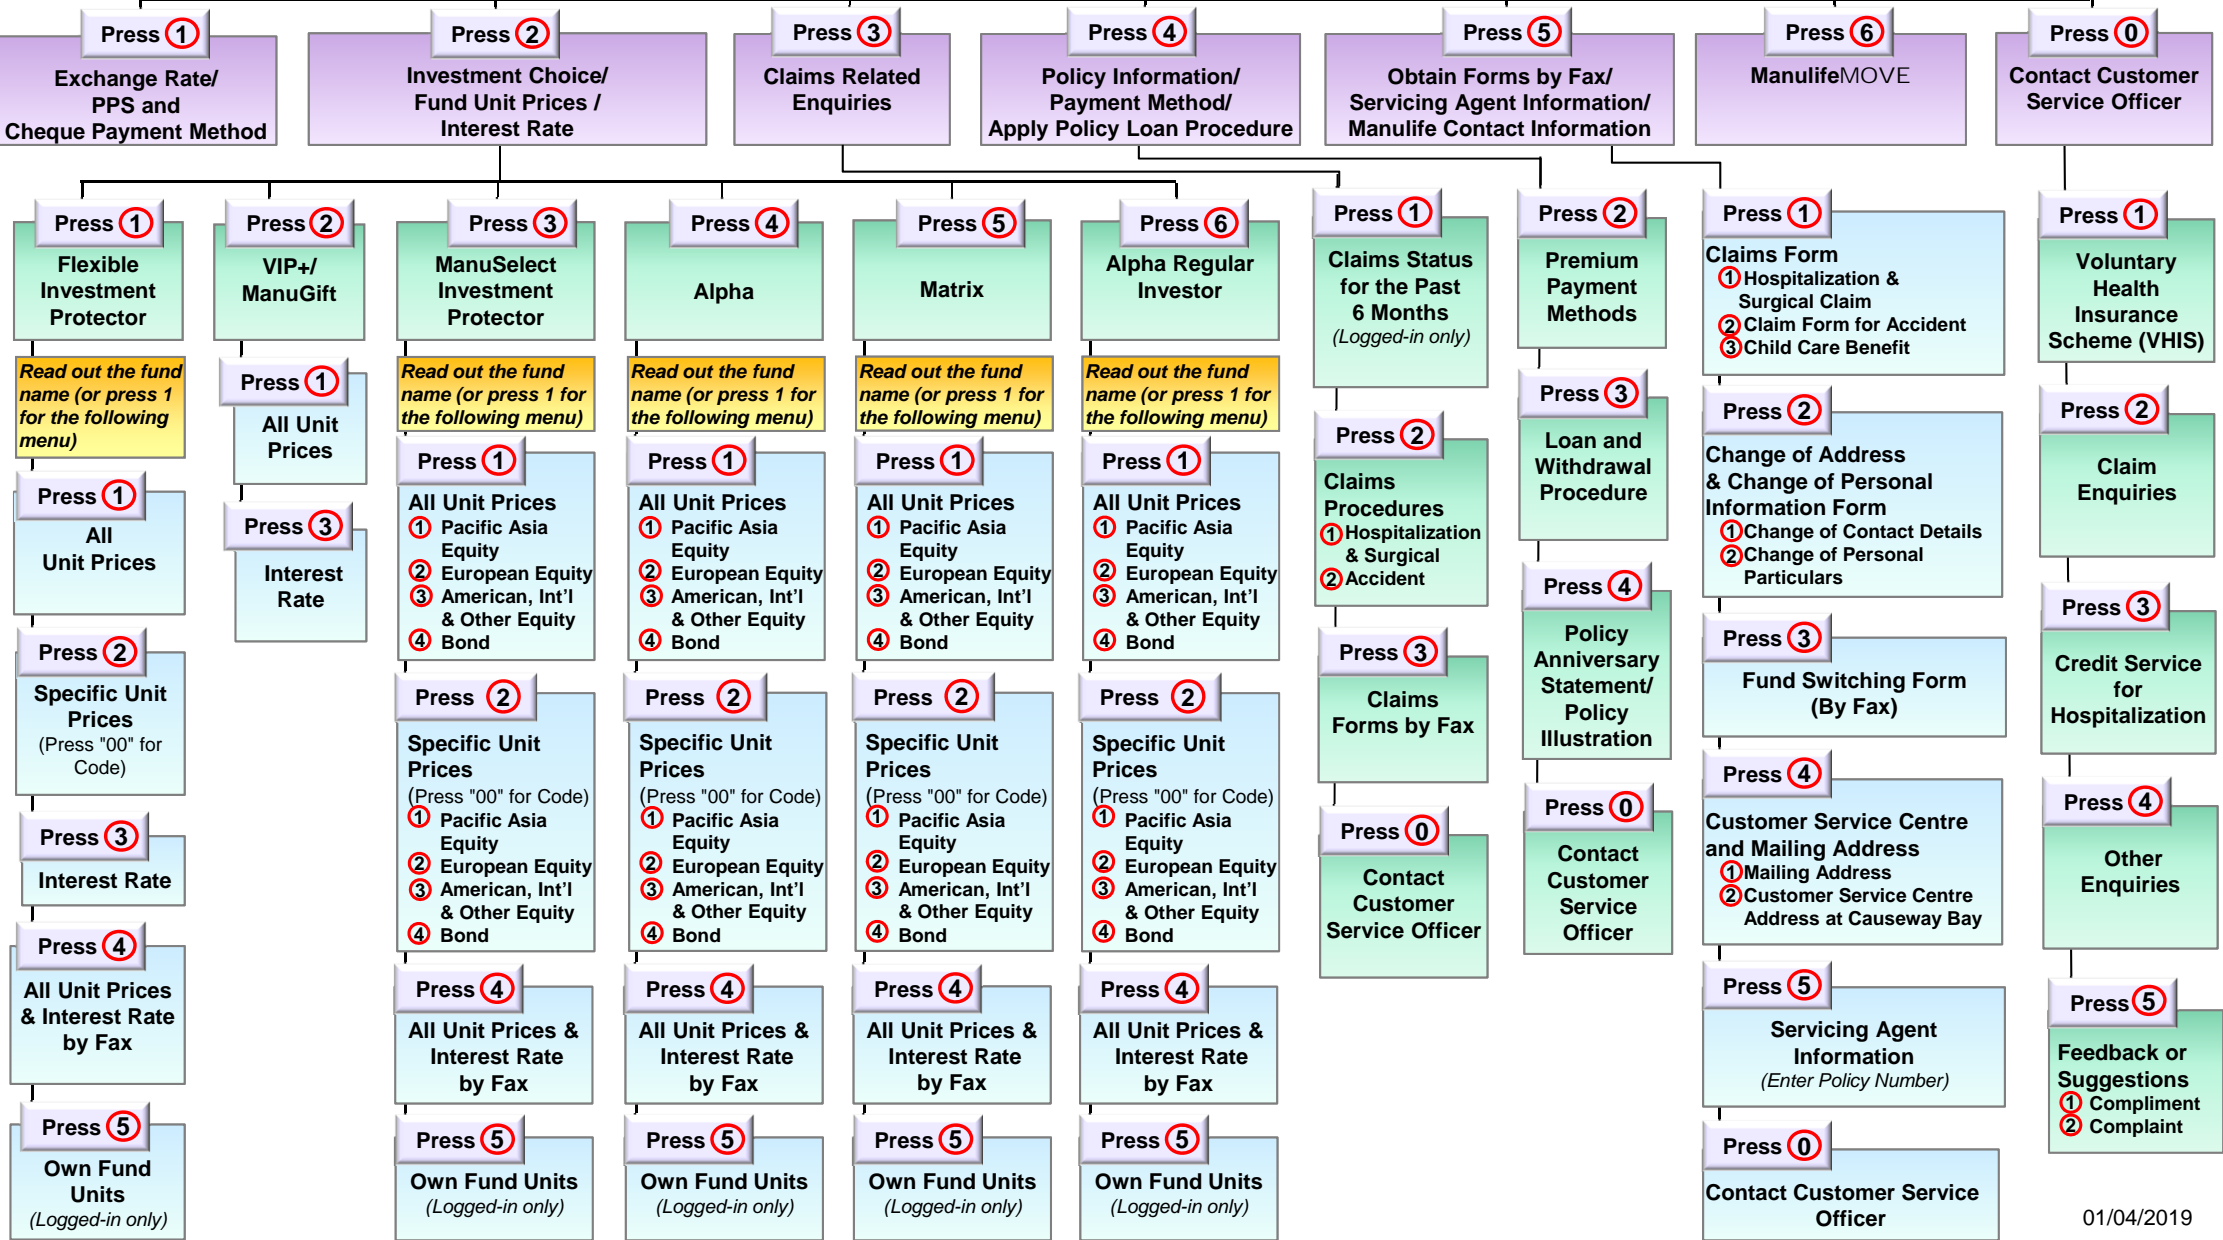 Press 1
Exchange Rate/
PPS and
Cheque Payment Method
Press 2
Investment Choice/
Fund Unit Prices /
Interest Rate
Press 3
Claims Related
Enquiries
Press 4
Policy Information/
Payment Method/
Apply Policy Loan Procedure
Press 5
Obtain Forms by Fax/
Servicing Agent Information/
Manulife Contact Information
Press 6
ManulifeMOVE
Press 0
Contact Customer
Service Officer
Press 1
Flexible
Investment
Protector
Read out the fund
name (or press 1
for the following
menu)
Press 1
All
Unit Prices
Press 2
Specific Unit
Prices
(Press "00" for
Code)
Press 3
Interest Rate
Press 4
All Unit Prices
& Interest Rate
by Fax
Press 5
Own Fund
Units
(Logged-in only)
Press 2
VIP+/
ManuGift
Press 1
All Unit
Prices
Press 3
Interest
Rate
Press 3
ManuSelect
Investment
Protector
Read out the fund
name (or press 1 for
the following menu)
Press 1
All Unit Prices
1 Pacific Asia
Equity
2 European Equity
3 American, Int'l
& Other Equity
4 Bond
Press 2
Specific Unit
Prices
(Press "00" for Code)
1 Pacific Asia
Equity
2 European Equity
3 American, Int'l
& Other Equity
4 Bond
Press 4
All Unit Prices &
Interest Rate
by Fax
Press 5
Own Fund Units
(Logged-in only)
Press 4
Alpha
Read out the fund
name (or press 1 for
the following menu)
Press 1
All Unit Prices
1 Pacific Asia
Equity
2 European Equity
3 American, Int'l
& Other Equity
4 Bond
Press 2
Specific Unit
Prices
(Press "00" for Code)
1 Pacific Asia
Equity
2 European Equity
3 American, Int'l
& Other Equity
4 Bond
Press 4
All Unit Prices &
Interest Rate
by Fax
Press 5
Own Fund Units
(Logged-in only)
Press 5
Matrix
Read out the fund
name (or press 1 for
the following menu)
Press 1
All Unit Prices
1 Pacific Asia
Equity
2 European Equity
3 American, Int'l
& Other Equity
4 Bond
Press 2
Specific Unit
Prices
(Press "00" for Code)
1 Pacific Asia
Equity
2 European Equity
3 American, Int'l
& Other Equity
4 Bond
Press 4
All Unit Prices &
Interest Rate
by Fax
Press 5
Own Fund Units
(Logged-in only)
Press 6
Alpha Regular
Investor
Read out the fund
name (or press 1 for
the following menu)
Press 1
All Unit Prices
1 Pacific Asia
Equity
2 European Equity
3 American, Int'l
& Other Equity
4 Bond
Press 2
Specific Unit
Prices
(Press "00" for Code)
1 Pacific Asia
Equity
2 European Equity
3 American, Int'l
& Other Equity
4 Bond
Press 4
All Unit Prices &
Interest Rate
by Fax
Press 5
Own Fund Units
(Logged-in only)
Press 1
Claims Status
for the Past
6 Months
(Logged-in only)
Press 2
Claims
Procedures
1 Hospitalization
& Surgical
2 Accident
Press 3
Claims
Forms by Fax
Press 0
Contact
Customer
Service Officer
Press 2
Premium
Payment
Methods
Press 3
Loan and
Withdrawal
Procedure
Press 4
Policy
Anniversary
Statement/
Policy
Illustration
Press 0
Contact
Customer
Service
Officer
Press 1
Claims Form
1 Hospitalization &
Surgical Claim
2 Claim Form for Accident
3 Child Care Benefit
Press 2
Change of Address
& Change of Personal
Information Form
1 Change of Contact Details
2 Change of Personal
Particulars
Press 3
Fund Switching Form
(By Fax)
Press 4
Customer Service Centre
and Mailing Address
1 Mailing Address
2 Customer Service Centre
Address at Causeway Bay
Press 5
Servicing Agent
Information
(Enter Policy Number)
Press 0
Contact Customer Service
Officer
Press 1
Voluntary
Health
Insurance
Scheme (VHIS)
Press 2
Claim
Enquiries
Press 3
Credit Service
for
Hospitalization
Press 4
Other
Enquiries
Press 5
Feedback or
Suggestions
1 Compliment
2 Complaint
01/04/2019